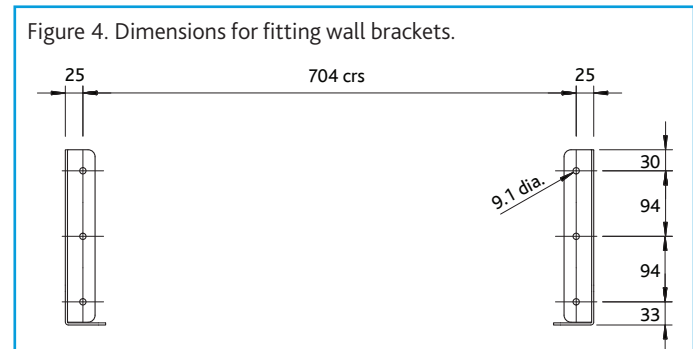 Figure 4. Dimensions for fitting wall brackets.
25 704 crs 25
30
9.1 dia.
94
94
33